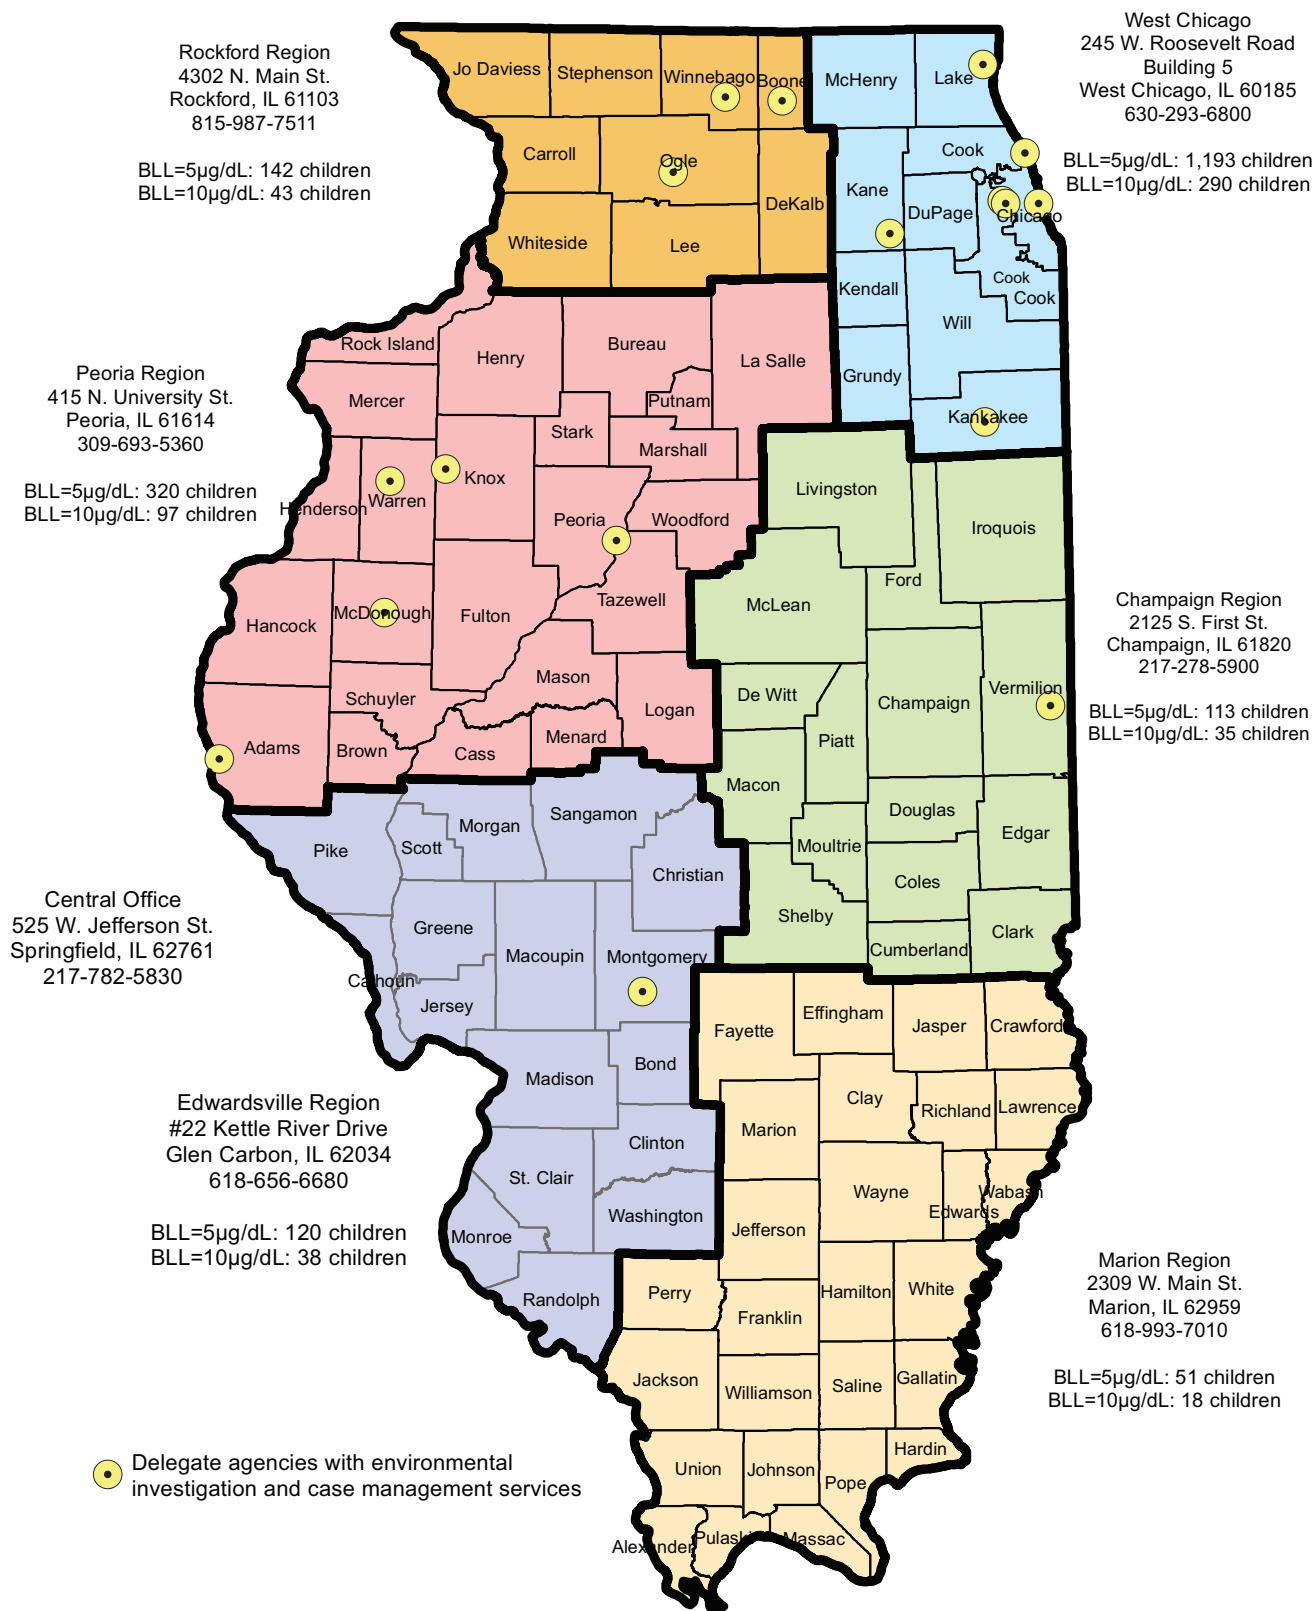 Rockford Region
4302 N. Main St.
Rockford, IL 61103
815-987-7511
BLL=5µg/dL: 142 children
BLL=10µg/dL: 43 children
West Chicago
245 W. Roosevelt Road
Building 5
West Chicago, IL 60185
630-293-6800
BLL=5µg/dL: 1,193 children
BLL=10µg/dL: 290 children
Jo Daviess
Stephenson
Winnebago
Boone
McHenry
Lake
Carroll
Ogle
DeKalb
Whiteside
Lee
Cook
Kane
DuPage
Chicago
Kendall
Cook
Cook
Will
Grundy
Kankakee
Peoria Region
415 N. University St.
Peoria, IL 61614
309-693-5360
BLL=5µg/dL: 320 children
BLL=10µg/dL: 97 children
Rock Island
Henry
Bureau
La Salle
Mercer
Putnam
Stark
Marshall
Knox
Henderson
Warren
Peoria
Woodford
Tazewell
McDonough
Fulton
Hancock
Mason
Schuyler
Logan
Adams
Brown
Cass
Menard
Livingston
Iroquois
Ford
McLean
Champaign Region
2125 S. First St.
Champaign, IL 61820
217-278-5900
BLL=5µg/dL: 113 children
BLL=10µg/dL: 35 children
De Witt
Champaign
Vermilion
Piatt
Macon
Douglas
Edgar
Moultrie
Coles
Shelby
Cumberland
Clark
Central Office
525 W. Jefferson St.
Springfield, IL 62761
217-782-5830
Sangamon
Morgan
Pike
Scott
Christian
Greene
Macoupin
Montgomery
Calhoun
Jersey
Bond
Madison
Clinton
St. Clair
Washington
Monroe
Randolph
Edwardsville Region
#22 Kettle River Drive
Glen Carbon, IL 62034
618-656-6680
BLL=5µg/dL: 120 children
BLL=10µg/dL: 38 children
Effingham
Fayette
Jasper
Crawford
Clay
Richland
Lawrence
Marion
Wayne
Edwards
Wabash
Jefferson
Perry
Hamilton
White
Franklin
Jackson
Williamson
Saline
Gallatin
Hardin
Union
Johnson
Pope
Alexander
Pulaski
Massac
Marion Region
2309 W. Main St.
Marion, IL 62959
618-993-7010
BLL=5µg/dL: 51 children
BLL=10µg/dL: 18 children
Delegate agencies with environmental
investigation and case management services